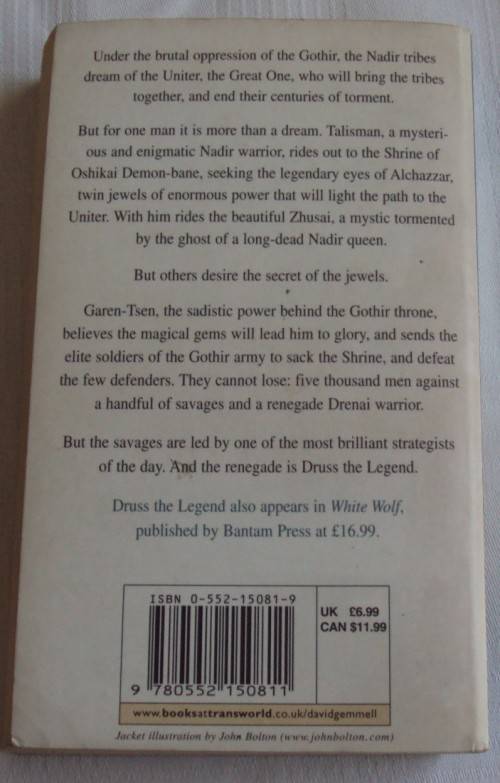 Under the brutal oppression of the Gothir, the Nadir tribes
dream of the Uniter, the Great One, who will bring the tribes
together, and end their centuries of torment.
But for one man it is more than a dream. Talisman, a mysteri-
ous and enigmatic Nadir warrior, rides out to the Shrine of
Oshikai Demon-bane, seeking the legendary eyes of Alchazzar,
twin jewels of enormous power that will light the path to the
Uniter. With him rides the beautiful Zhusai, a mystic tormented
by the ghost of a long-dead Nadir queen.
But others desire the secret of the jewels.
Garen-Tsen, the sadistic power behind the Gothir throne,
believes the magical gems will lead him to glory, and sends the
elite soldiers of the Gothir army to sack the Shrine, and defeat
the few defenders. They cannot lose: five thousand men against
a handful of savages and a renegade Drenai warrior.
But the savages are led by one of the most brilliant strategists
of the day. And the renegade is Druss the Legend.
Druss the Legend also appears in White Wolf,
published by Bantam Press at £16.99.
ISBN 0-552-15081-9
UK £6.99
CAN $11.99
9 780552 150811
www.booksattransworld.co.uk/davidgemmell
Jacket illustration by John Bolton (www.johnbolton.com)